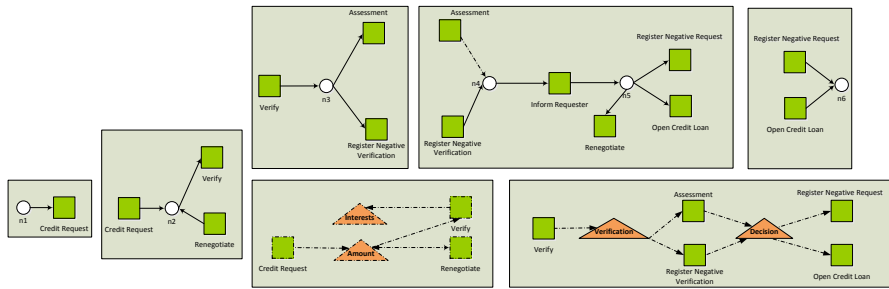 n1
Credit Request
Credit Request
n2
Verify
Renegotiate
Assessment
Verify
n3
Register Negative
Verification
Assessment
n4
Register Negative
Verification
Inform Requester
n5
Register Negative Request
Open Credit Loan
Renegotiate
Register Negative Request
n6
Open Credit Loan
Interests
Verify
Credit Request
Amount
Renegotiate
Verify
Verification
Assessment
Register Negative
Verification
Decision
Register Negative Request
Open Credit Loan